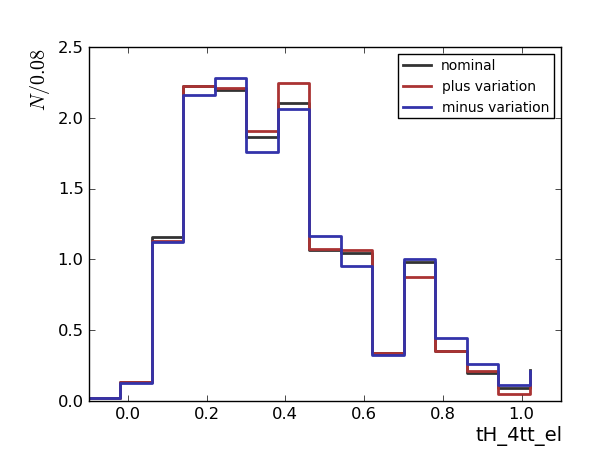 N/0.08
2.5
2.0
1.5
1.0
0.5
0.0
nominal
plus variation
minus variation
0.0 0.2 0.4 0.6 0.8 1.0
tH_4tt_el